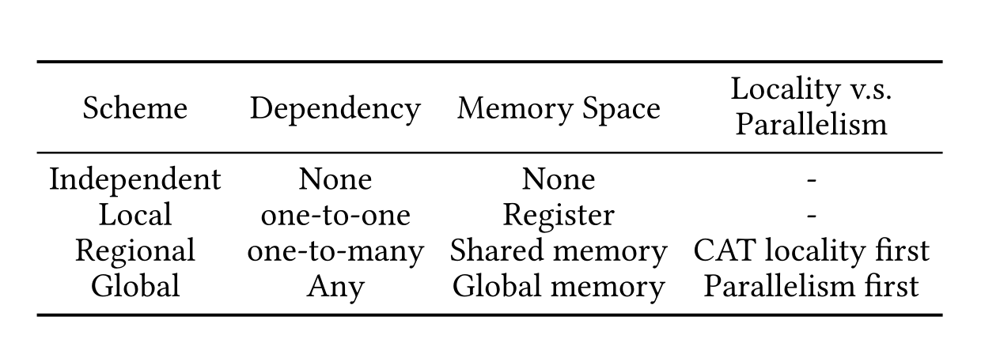 Scheme Dependency Memory Space Locality v.s. Parallelism
Independent None None -
Local one-to-one Register -
Regional one-to-many Shared memory CAT locality first
Global Any Global memory Parallelism first